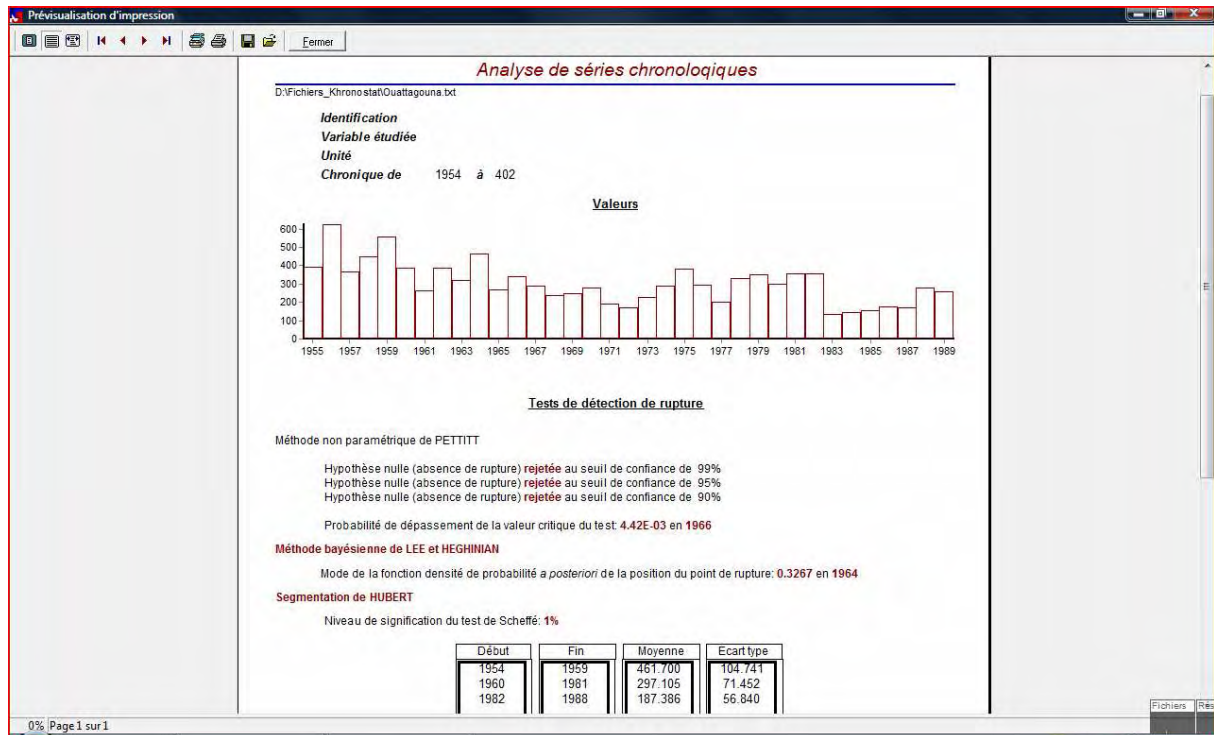 Prévisualisation d'impression
Fermer
Analyse de séries chronologiques
D:\Fichiers_Khronostat\Ouattagouna.txt
Identification
Variable étudiée
Unité
Chronique de 1954 à 402
Valeurs
600
500
400
300
200
100
0
1955 1957 1959 1961 1963 1965 1967 1969 1971 1973 1975 1977 1979 1981 1983 1985 1987 1989
Tests de détection de rupture
Méthode non paramétrique de PETTITT
Hypothèse nulle (absence de rupture) rejetée au seuil de confiance de 99%
Hypothèse nulle (absence de rupture) rejetée au seuil de confiance de 95%
Hypothèse nulle (absence de rupture) rejetée au seuil de confiance de 90%
Probabilité de dépassement de la valeur critique du test: 4.42E-03 en 1966
Méthode bayésienne de LEE et HEGHINIAN
Mode de la fonction densité de probabilité a posteriori de la position du point de rupture: 0.3267 en 1964
Segmentation de HUBERT
Niveau de signification du test de Scheffé: 1%
Début Fin Moyenne Ecart type
1954 1959 461.700 104.741
1960 1981 297.105 71.452
1982 1988 187.386 56.840
Fichiers Rés
0% Page 1 sur 1